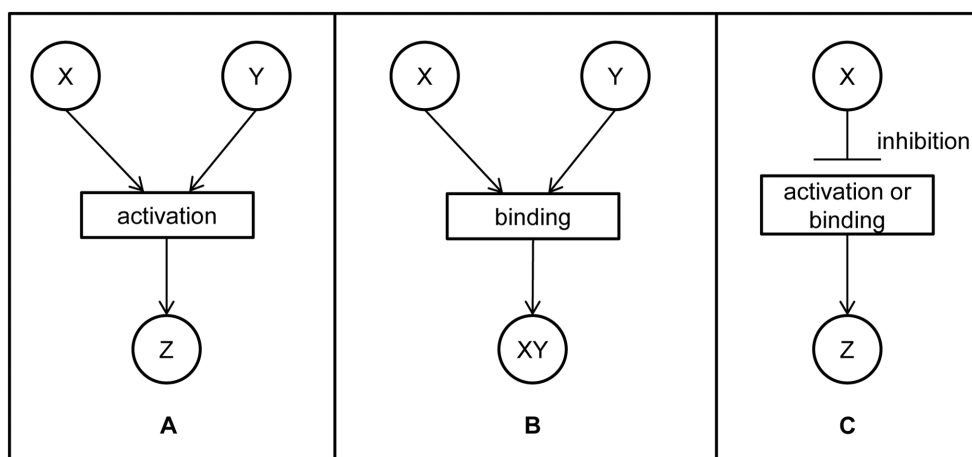 X
Y
activation
Z
A
X
Y
binding
XY
B
X
inhibition
activation or
binding
Z
C